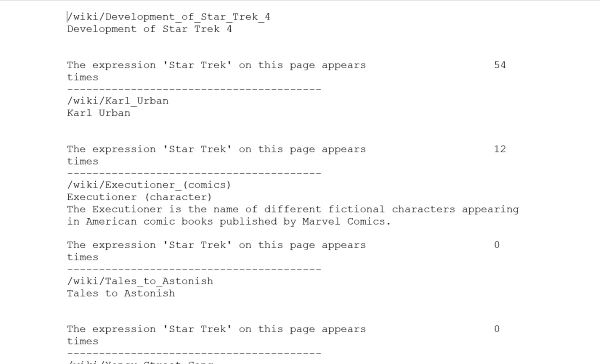 /wiki/Development_of_Star_Trek_4
Development of Star Trek 4
The expression 'Star Trek' on this page appears 54
times
----------------------------------------
/wiki/Karl_Urban
Karl Urban
The expression 'Star Trek' on this page appears 12
times
----------------------------------------
/wiki/Executioner_(comics)
Executioner (character)
The Executioner is the name of different fictional characters appearing
in American comic books published by Marvel Comics.
The expression 'Star Trek' on this page appears 0
times
----------------------------------------
/wiki/Tales_to_Astonish
Tales to Astonish
The expression 'Star Trek' on this page appears 0
times
----------------------------------------